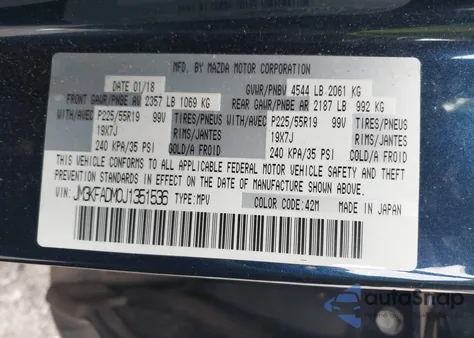 MFD. BY MAZDA MOTOR CORPORATION
DATE 01/18 GVWR/PNBV 4544 LB 2061 KG
FRONT GAWR/PNBE AV 2357 LB 1069 KG REAR GAWR/PNBE AR 2187 LB 992 KG
WITH/AVEC P225/55R19 99V TIRES/PNEUS WITH/AVEC P225/55R19 99V TIRES/PNEUS
19X7J RIMS/JANTES 19X7J RIMS/JANTES
240 KPA/35 PSI COLD/A FROID 240 KPA/35 PSI COLD/A FROID
THIS VEHICLE CONFORMS TO ALL APPLICABLE FEDERAL MOTOR VEHICLE SAFETY
STANDARDS IN EFFECT ON THE DATE OF MANUFACTURE SHOWN ABOVE.
VIN: JM3KFADM0J1351536 TYPE: MPV COLOR CODE: 42M MADE IN JAPAN
autoSnap